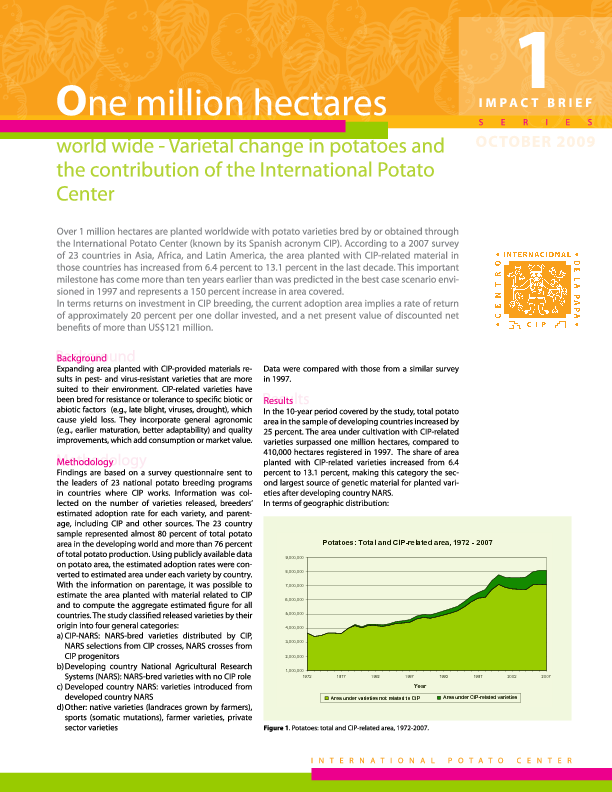 1
IMPACT BRIEF
SERIES
OCTOBER 2009
One million hectares
world wide - Varietal change in potatoes and
the contribution of the International Potato
Center
Over 1 million hectares are planted worldwide with potato varieties bred by or obtained through
the International Potato Center (known by its Spanish acronym CIP). According to a 2007 survey
of 23 countries in Asia, Africa, and Latin America, the area planted with CIP-related material in
those countries has increased from 6.4 percent to 13.1 percent in the last decade. This important
milestone has come more than ten years earlier than was predicted in the best case scenario envi-
sioned in 1997 and represents a 150 percent increase in area covered.
In terms returns on investment in CIP breeding, the current adoption area implies a rate of return
of approximately 20 percent per one dollar invested, and a net present value of discounted net
benefits of more than US$121 million.
CENTRO INTERNACIONAL DE LA PAPA
CIP
Background
Expanding area planted with CIP-provided materials re-
sults in pest- and virus-resistant varieties that are more
suited to their environment. CIP-related varieties have
been bred for resistance or tolerance to specific biotic or
abiotic factors (e.g., late blight, viruses, drought), which
cause yield loss. They incorporate general agronomic
(e.g., earlier maturation, better adaptability) and quality
improvements, which add consumption or market value.
Methodology
Findings are based on a survey questionnaire sent to
the leaders of 23 national potato breeding programs
in countries where CIP works. Information was col-
lected on the number of varieties released, breeders'
estimated adoption rate for each variety, and parent-
age, including CIP and other sources. The 23 country
sample represented almost 80 percent of total potato
area in the developing world and more than 76 percent
of total potato production. Using publicly available data
on potato area, the estimated adoption rates were con-
verted to estimated area under each variety by country.
With the information on parentage, it was possible to
estimate the area planted with material related to CIP
and to compute the aggregate estimated figure for all
countries. The study classified released varieties by their
origin into four general categories:
a) CIP-NARS: NARS-bred varieties distributed by CIP,
NARS selections from CIP crosses, NARS crosses from
CIP progenitors
b) Developing country National Agricultural Research
Systems (NARS): NARS-bred varieties with no CIP role
c) Developed country NARS: varieties introduced from
developed country NARS
d) Other: native varieties (landraces grown by farmers),
sports (somatic mutations), farmer varieties, private
sector varieties
Data were compared with those from a similar survey
in 1997.
Results
In the 10-year period covered by the study, total potato
area in the sample of developing countries increased by
25 percent. The area under cultivation with CIP-related
varieties surpassed one million hectares, compared to
410,000 hectares registered in 1997. The share of area
planted with CIP-related varieties increased from 6.4
percent to 13.1 percent, making this category the sec-
ond largest source of genetic material for planted vari-
eties after developing country NARS.
In terms of geographic distribution:
Potatoes: Total and CIP-related area, 1972 - 2007
9,000,000
8,000,000
7,000,000
6,000,000
5,000,000
4,000,000
3,000,000
2,000,000
1,000,000
1972 1977 1982 1987 1992 1997 2002 2007
Year
Area under varieties not related to CIP Area under CIP-related varieties
Figure 1. Potatoes: total and CIP-related area, 1972-2007.
INTERNATIONAL POTATO CENTER